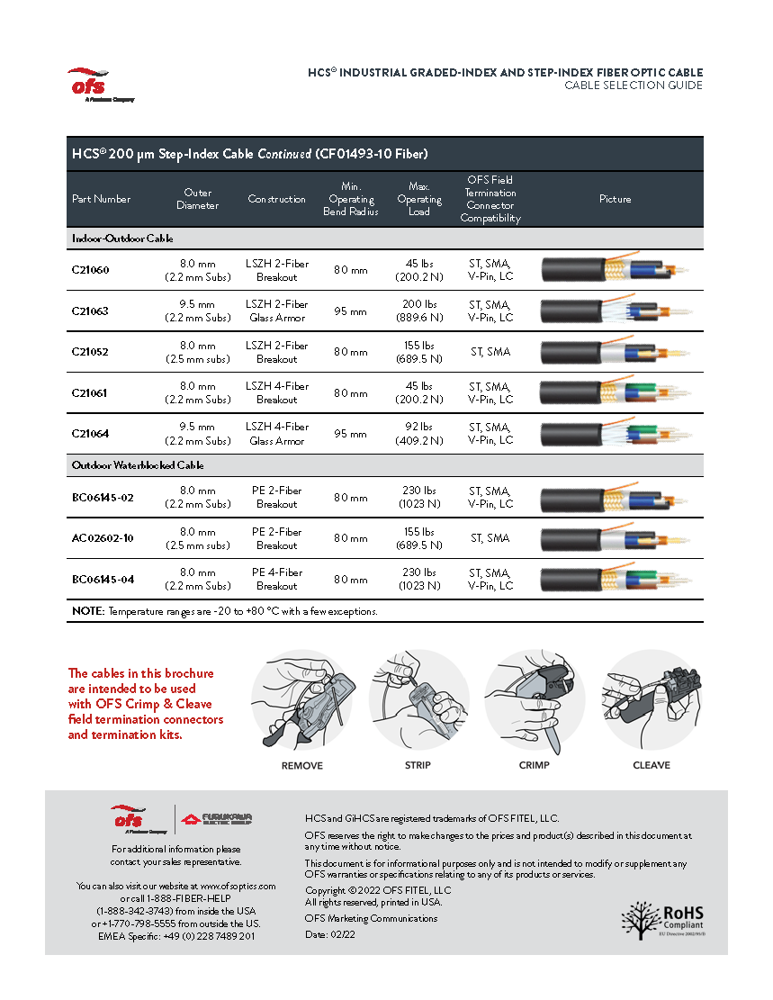 ofs
A Furukawa Company
HCS® INDUSTRIAL GRADED-INDEX AND STEP-INDEX FIBER OPTIC CABLE
CABLE SELECTION GUIDE
HCS® 200 µm Step-Index Cable Continued (CF01493-10 Fiber)
Part Number
Outer
Diameter
Construction
Min.
Operating
Bend Radius
Max.
Operating
Load
OFS Field
Termination
Connector
Compatibility
Picture
Indoor-Outdoor Cable
C21060
8.0 mm
(2.2 mm Subs)
LSZH 2-Fiber
Breakout
80 mm
45 lbs
(200.2 N)
ST, SMA,
V-Pin, LC
C21063
9.5 mm
(2.2 mm Subs)
LSZH 2-Fiber
Glass Armor
95 mm
200 lbs
(889.6 N)
ST, SMA,
V-Pin, LC
C21052
8.0 mm
(2.5 mm subs)
LSZH 2-Fiber
Breakout
80 mm
155 lbs
(689.5 N)
ST, SMA
C21061
8.0 mm
(2.2 mm Subs)
LSZH 4-Fiber
Breakout
80 mm
45 lbs
(200.2 N)
ST, SMA,
V-Pin, LC
C21064
9.5 mm
(2.2 mm Subs)
LSZH 4-Fiber
Glass Armor
95 mm
92 lbs
(409.2 N)
ST, SMA,
V-Pin, LC
Outdoor Waterblocked Cable
BC06145-02
8.0 mm
(2.2 mm Subs)
PE 2-Fiber
Breakout
80 mm
230 lbs
(1023 N)
ST, SMA,
V-Pin, LC
AC02602-10
8.0 mm
(2.5 mm subs)
PE 2-Fiber
Breakout
80 mm
155 lbs
(689.5 N)
ST, SMA
BC06145-04
8.0 mm
(2.2 mm Subs)
PE 4-Fiber
Breakout
80 mm
230 lbs
(1023 N)
ST, SMA,
V-Pin, LC
NOTE: Temperature ranges are -20 to +80 °C with a few exceptions.
The cables in this brochure
are intended to be used
with OFS Crimp & Cleave
field termination connectors
and termination kits.
REMOVE
STRIP
CRIMP
CLEAVE
ofs
A Furukawa Company
FURUKAWA
ELECTRIC GROUP
For additional information please
contact your sales representative.
You can also visit our website at www.ofsoptics.com
or call 1-888-FIBER-HELP
(1-888-342-3743) from inside the USA
or +1-770-798-5555 from outside the US.
EMEA Specific: +49 (0) 228 7489 201
HCS and GiHCS are registered trademarks of OFS FITEL, LLC.
OFS reserves the right to make changes to the prices and product(s) described in this document at
any time without notice.
This document is for informational purposes only and is not intended to modify or supplement any
OFS warranties or specifications relating to any of its products or services.
Copyright © 2022 OFS FITEL, LLC
All rights reserved, printed in USA.
OFS Marketing Communications
Date: 02/22
RoHS
Compliant
EU Directive 2002/95/E